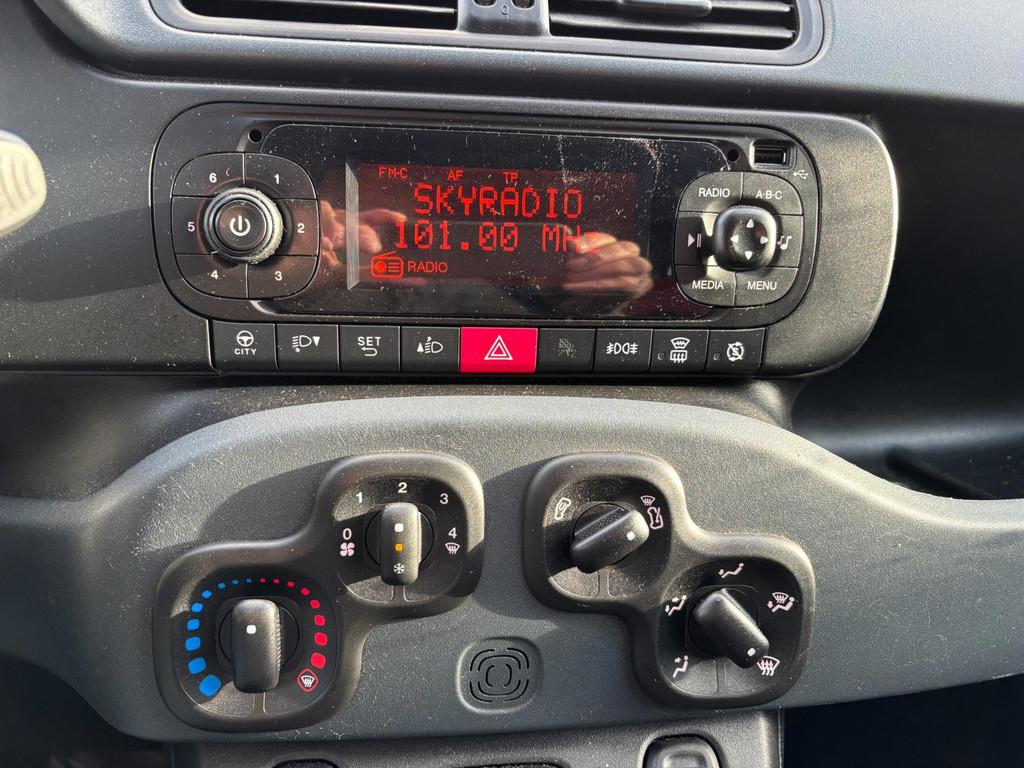 FM-C AF TP
SKYRADIO
101.00 MH
RADIO
6 1
5 2
4 3
RADIO A·B·C
MEDIA MENU
CITY
SET
0 1 2 3 4